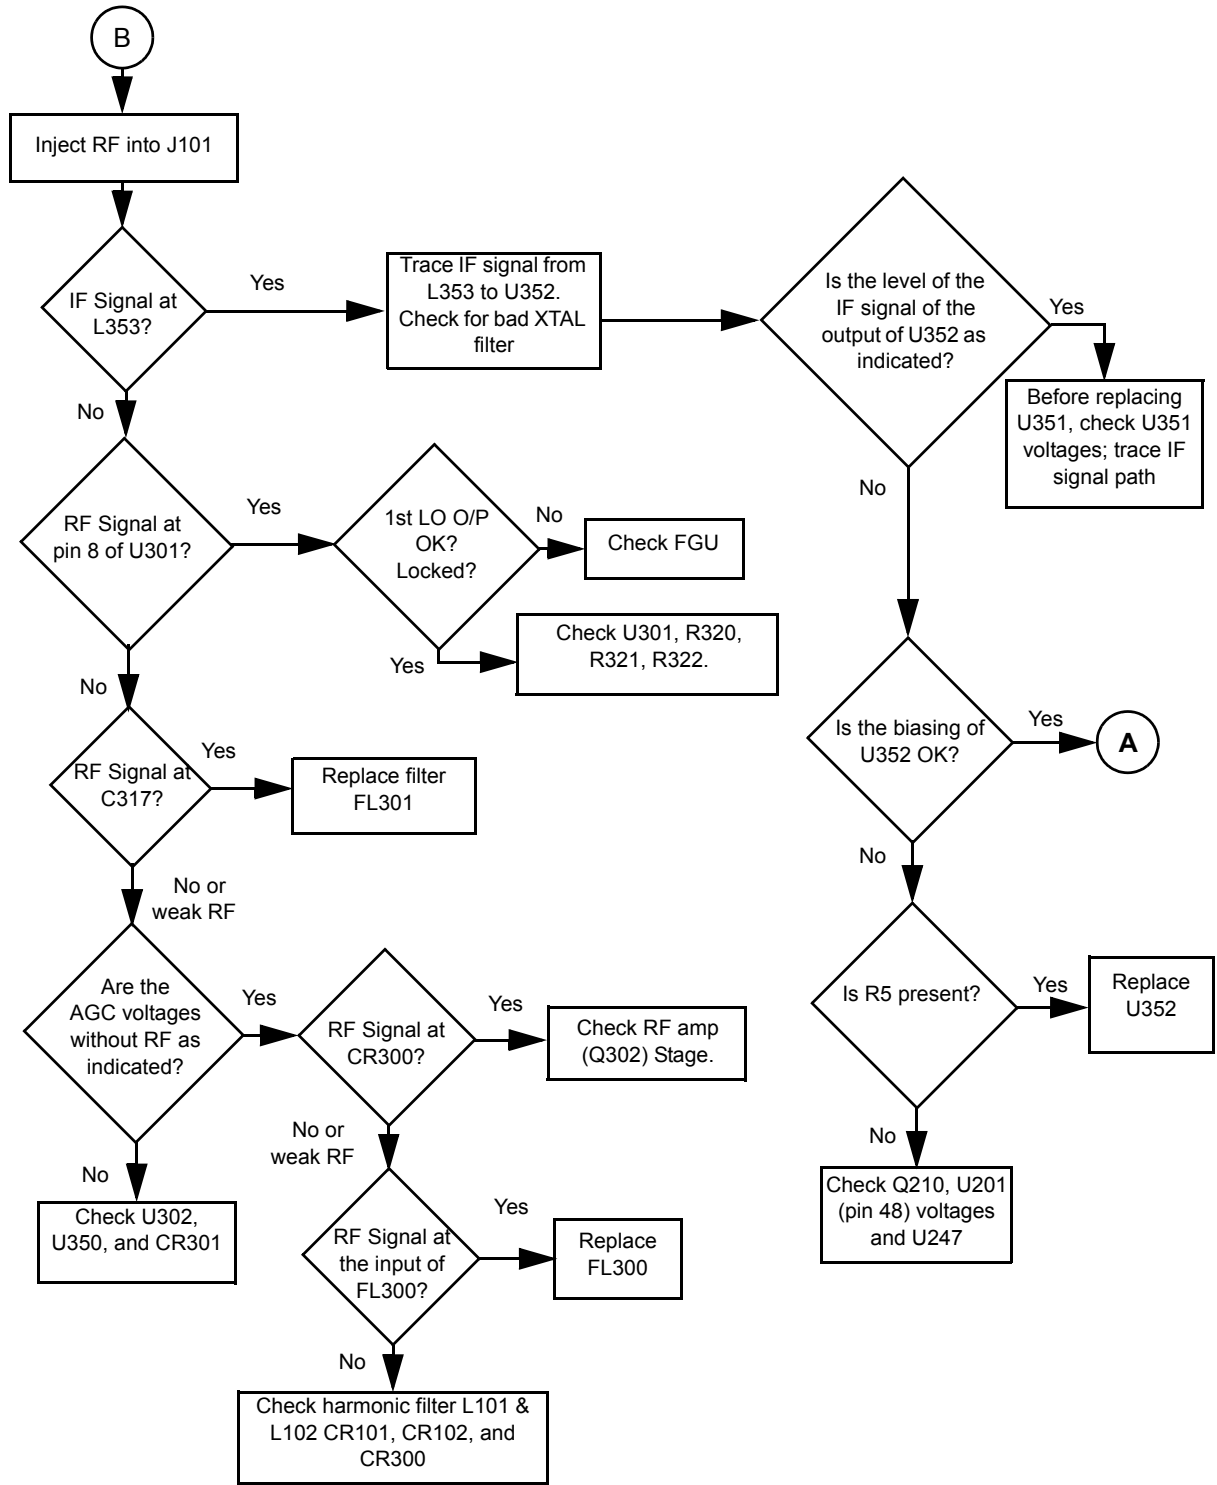 B
Inject RF into J101
IF Signal at
L353?
Yes
Trace IF signal from
L353 to U352.
Check for bad XTAL
filter
Is the level of the
IF signal of the
output of U352 as
indicated?
Yes
Before replacing
U351, check U351
voltages; trace IF
signal path
No
No
RF Signal at
pin 8 of U301?
Yes
1st LO O/P
OK?
Locked?
No
Check FGU
Yes
Check U301, R320,
R321, R322.
No
RF Signal at
C317?
Yes
Replace filter
FL301
Is the biasing of
U352 OK?
Yes
A
No
No or
weak RF
Are the
AGC voltages
without RF as
indicated?
Yes
RF Signal at
CR300?
Yes
Check RF amp
(Q302) Stage.
Is R5 present?
Yes
Replace
U352
No
Check U302,
U350, and CR301
No or
weak RF
RF Signal at
the input of
FL300?
Yes
Replace
FL300
No
Check Q210, U201
(pin 48) voltages
and U247
No
Check harmonic filter L101 &
L102 CR101, CR102, and
CR300